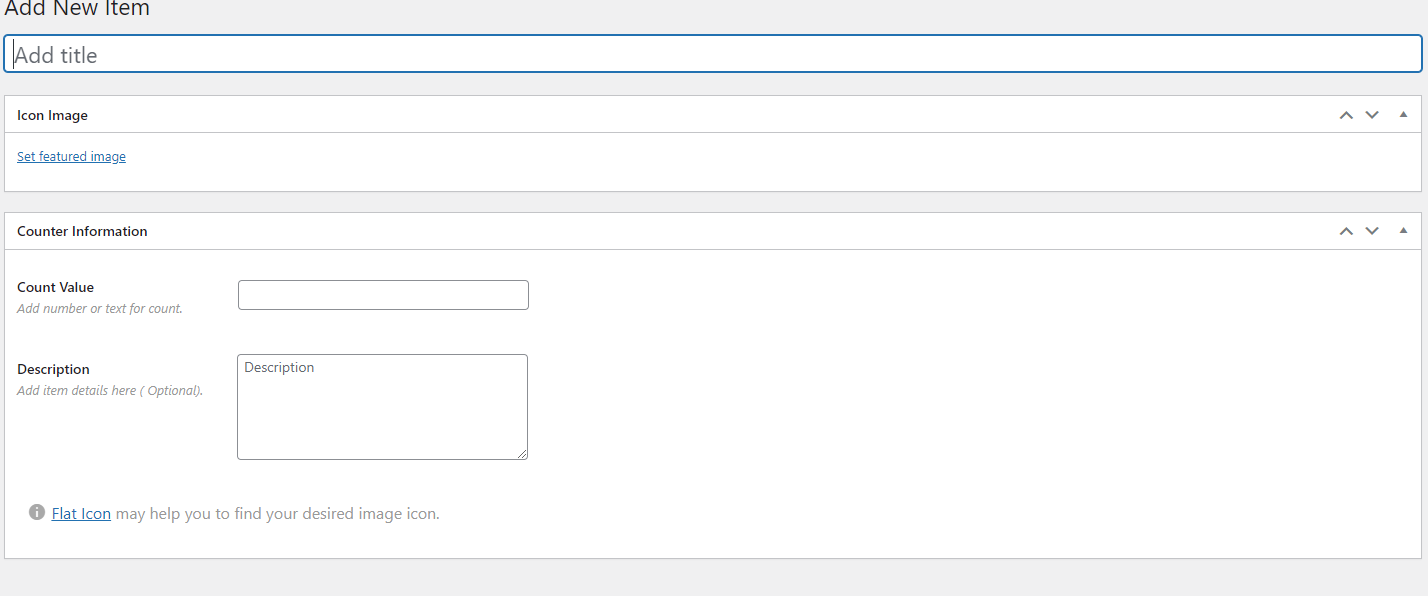 Add New Item
Add title
Icon Image
Set featured image
Counter Information
Count Value
Add number or text for count.
Description
Add item details here ( Optional).
Description
Flat Icon may help you to find your desired image icon.